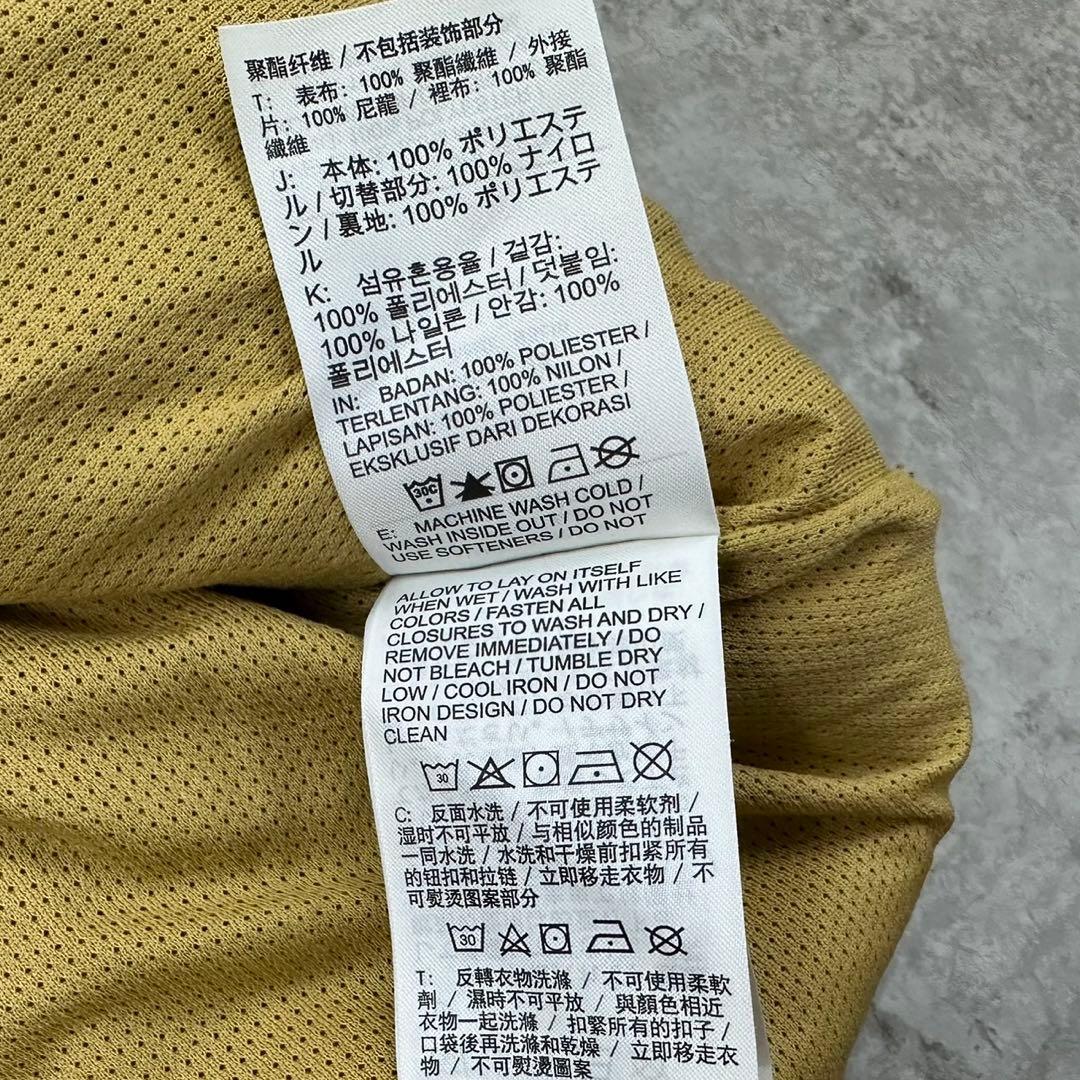 聚酯纤维 / 不包括装饰部分
T: 表布: 100% 聚酯纖維 / 外接
片: 100% 尼龍 / 裡布: 100% 聚酯
纖維
J: 本体: 100% ポリエステ
ル / 切替部分: 100% ナイロ
ン / 裏地: 100% ポリエステ
ル
K: 섬유혼용율 / 겉감:
100% 폴리에스터 / 덧붙임:
100% 나일론 / 안감: 100%
폴리에스터
IN: BADAN: 100% POLIESTER /
TERLENTANG: 100% NILON /
LAPISAN: 100% POLIESTER /
EKSKLUSIF DARI DEKORASI
30C
E: MACHINE WASH COLD /
WASH INSIDE OUT / DO NOT
USE SOFTENERS / DO NOT
ALLOW TO LAY ON ITSELF
WHEN WET / WASH WITH LIKE
COLORS / FASTEN ALL
CLOSURES TO WASH AND DRY /
REMOVE IMMEDIATELY / DO
NOT BLEACH / TUMBLE DRY
LOW / COOL IRON / DO NOT
IRON DESIGN / DO NOT DRY
CLEAN
30
C: 反面水洗 / 不可使用柔软剂 /
湿时不可平放 / 与相似颜色的制品
一同水洗 / 水洗和干燥前扣紧所有
的钮扣和拉链 / 立即移走衣物 / 不
可熨烫图案部分
30
T: 反轉衣物洗滌 / 不可使用柔軟
劑 / 濕時不可平放 / 與顏色相近
衣物一起洗滌 / 扣緊所有的扣子 /
口袋後再洗滌和乾燥 / 立即移走衣
物 / 不可熨燙圖案